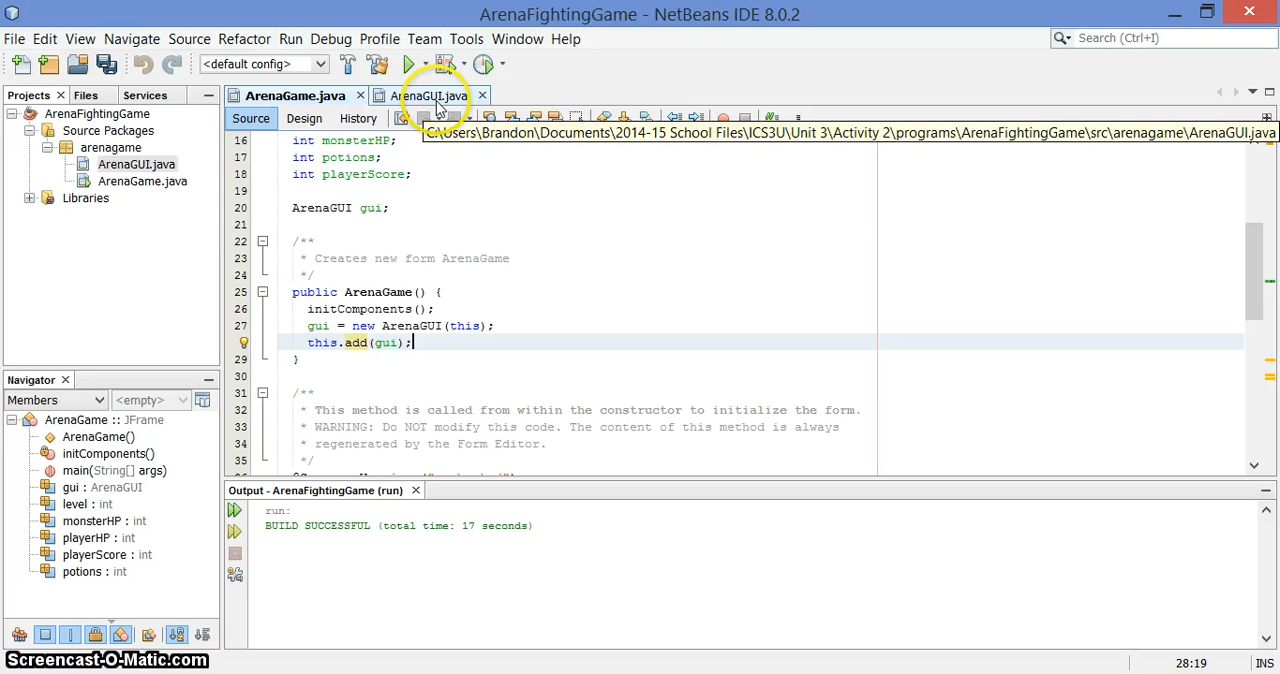 ArenaFightingGame - NetBeans IDE 8.0.2
File Edit View Navigate Source Refactor Run Debug Profile Team Tools Window Help
Search (Ctrl+I)
<default config>
Projects Files Services
ArenaGame.java ArenaGUI.java
Source Design History
C:\Users\Brandon\Documents\2014-15 School Files\ICS3U\Unit 3\Activity 2\programs\ArenaFightingGame\src\arenagame\ArenaGUI.java
ArenaFightingGame
Source Packages
arenagame
ArenaGUI.java
ArenaGame.java
Libraries
16 int monsterHP;
17 int potions;
18 int playerScore;
19
20 ArenaGUI gui;
21
22 /**
23 * Creates new form ArenaGame
24 */
25 public ArenaGame() {
26 initComponents();
27 gui = new ArenaGUI(this);
28 this.add(gui);
29 }
30
31 /**
32 * This method is called from within the constructor to initialize the form.
33 * WARNING: Do NOT modify this code. The content of this method is always
34 * regenerated by the Form Editor.
35 */
Navigator
Members <empty>
ArenaGame :: JFrame
ArenaGame()
initComponents()
main(String[] args)
gui : ArenaGUI
level : int
monsterHP : int
playerHP : int
playerScore : int
potions : int
Output - ArenaFightingGame (run)
run:
BUILD SUCCESSFUL (total time: 17 seconds)
Screencast-O-Matic.com
28:19 INS